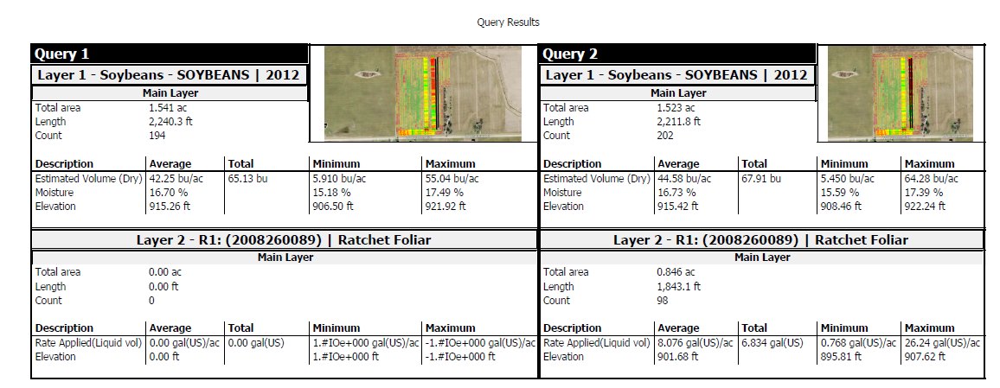 Query Results
Query 1
Layer 1 - Soybeans - SOYBEANS | 2012
Main Layer
Total area 1.541 ac
Length 2,240.3 ft
Count 194
Description Average Total Minimum Maximum
Estimated Volume (Dry) 42.25 bu/ac 65.13 bu 5.910 bu/ac 55.04 bu/ac
Moisture 16.70 % 15.18 % 17.49 %
Elevation 915.26 ft 906.50 ft 921.92 ft
Layer 2 - R1: (2008260089) | Ratchet Foliar
Main Layer
Total area 0.00 ac
Length 0.00 ft
Count 0
Description Average Total Minimum Maximum
Rate Applied(Liquid vol) 0.00 gal(US)/ac 0.00 gal(US) 1.#IOe+000 gal(US)/ac -1.#IOe+000 gal(US)/ac
Elevation 0.00 ft 1.#IOe+000 ft -1.#IOe+000 ft
Query 2
Layer 1 - Soybeans - SOYBEANS | 2012
Main Layer
Total area 1.523 ac
Length 2,211.8 ft
Count 202
Description Average Total Minimum Maximum
Estimated Volume (Dry) 44.58 bu/ac 67.91 bu 5.450 bu/ac 64.28 bu/ac
Moisture 16.73 % 15.59 % 17.39 %
Elevation 915.42 ft 908.46 ft 922.24 ft
Layer 2 - R1: (2008260089) | Ratchet Foliar
Main Layer
Total area 0.846 ac
Length 1,843.1 ft
Count 98
Description Average Total Minimum Maximum
Rate Applied(Liquid vol) 8.076 gal(US)/ac 6.834 gal(US) 0.768 gal(US)/ac 26.24 gal(US)/ac
Elevation 901.68 ft 895.81 ft 907.62 ft